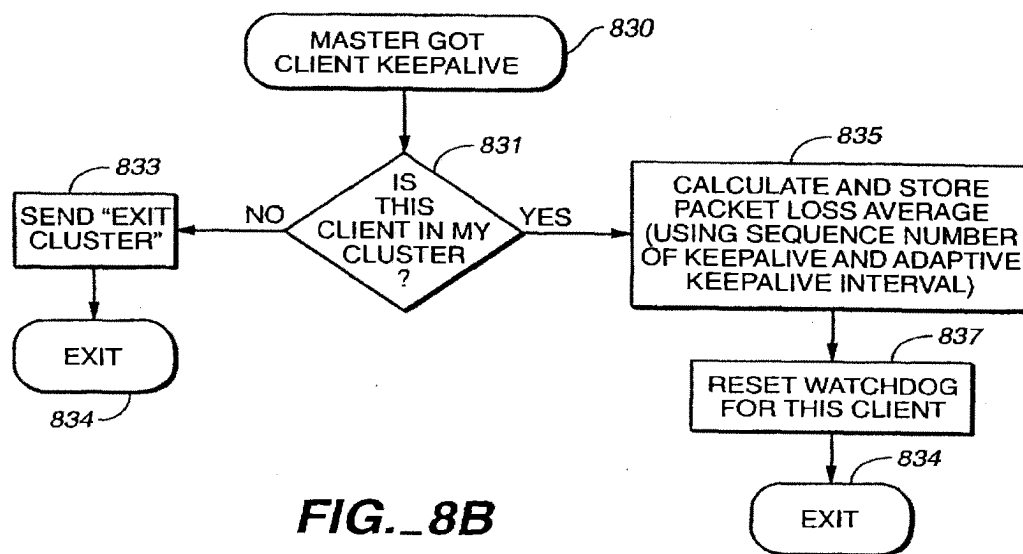 MASTER GOT
CLIENT KEEPALIVE
830
831
IS
THIS
CLIENT IN MY
CLUSTER
?
NO
YES
833
SEND "EXIT
CLUSTER"
EXIT
834
835
CALCULATE AND STORE
PACKET LOSS AVERAGE
(USING SEQUENCE NUMBER
OF KEEPALIVE AND ADAPTIVE
KEEPALIVE INTERVAL)
837
RESET WATCHDOG
FOR THIS CLIENT
834
EXIT
FIG._8B